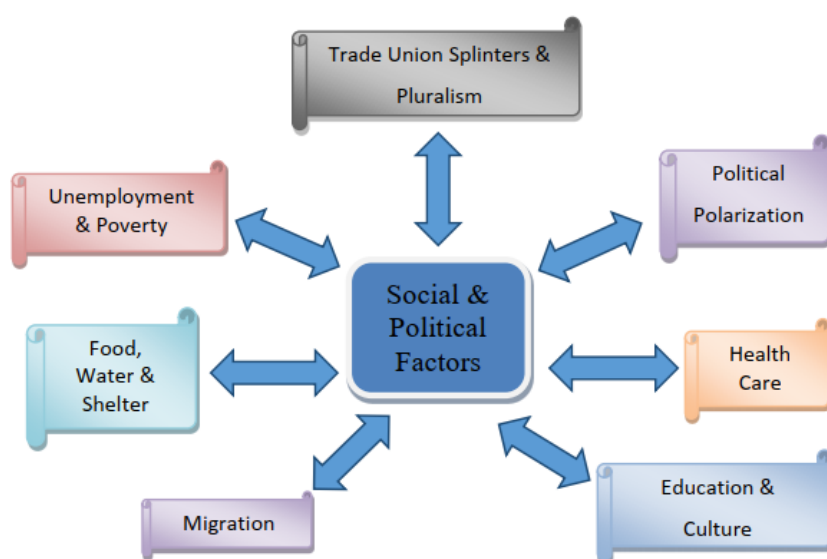 Trade Union Splinters &
Pluralism
Unemployment
& Poverty
Political
Polarization
Social &
Political
Factors
Food,
Water &
Shelter
Health
Care
Migration
Education &
Culture